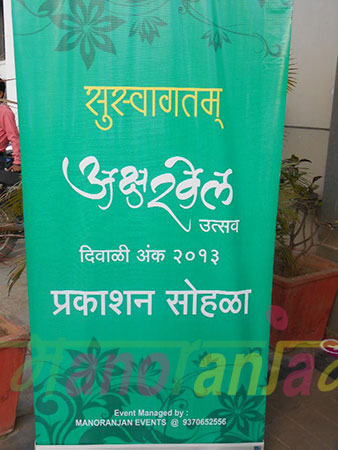 सुस्वागतम्
अक्षरवेल
उत्सव
दिवाळी अंक २०१३
प्रकाशन सोहळा
manoranjan
Event Managed by :
MANORANJAN EVENTS @ 9370652556